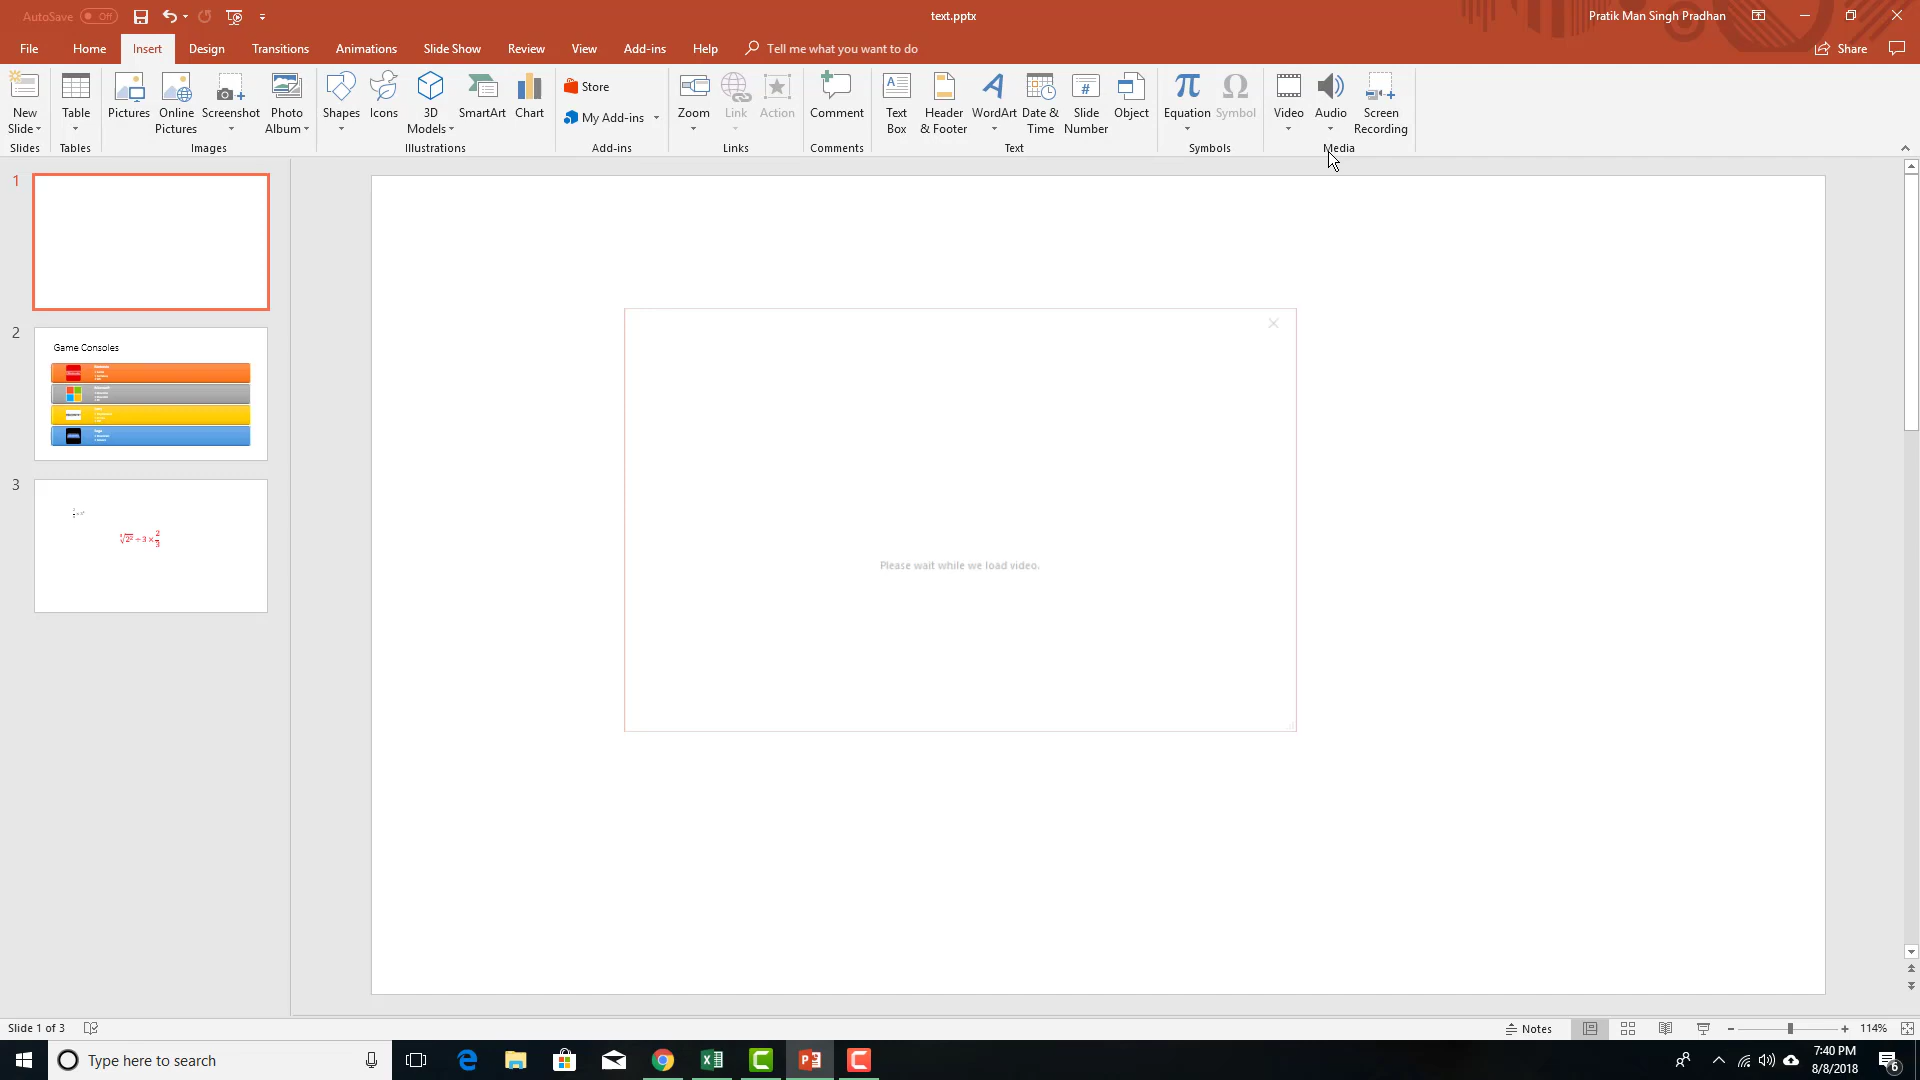 AutoSave Off
text.pptx
Pratik Man Singh Pradhan
File Home Insert Design Transitions Animations Slide Show Review View Add-ins Help Tell me what you want to do
Share
New Slide
Slides
Table
Tables
Pictures
Online Pictures
Screenshot
Photo Album
Images
Shapes
Icons
3D Models
SmartArt
Chart
Illustrations
Store
My Add-ins
Add-ins
Zoom
Link
Action
Links
Comment
Comments
Text Box
Header & Footer
WordArt
Date & Time
Slide Number
Object
Text
Equation
Symbol
Symbols
Video
Audio
Screen Recording
Media
1
2
Game Consoles
3
÷ 3 × 2/3
Please wait while we load video.
Slide 1 of 3
Notes
114%
Type here to search
7:40 PM
8/8/2018
6